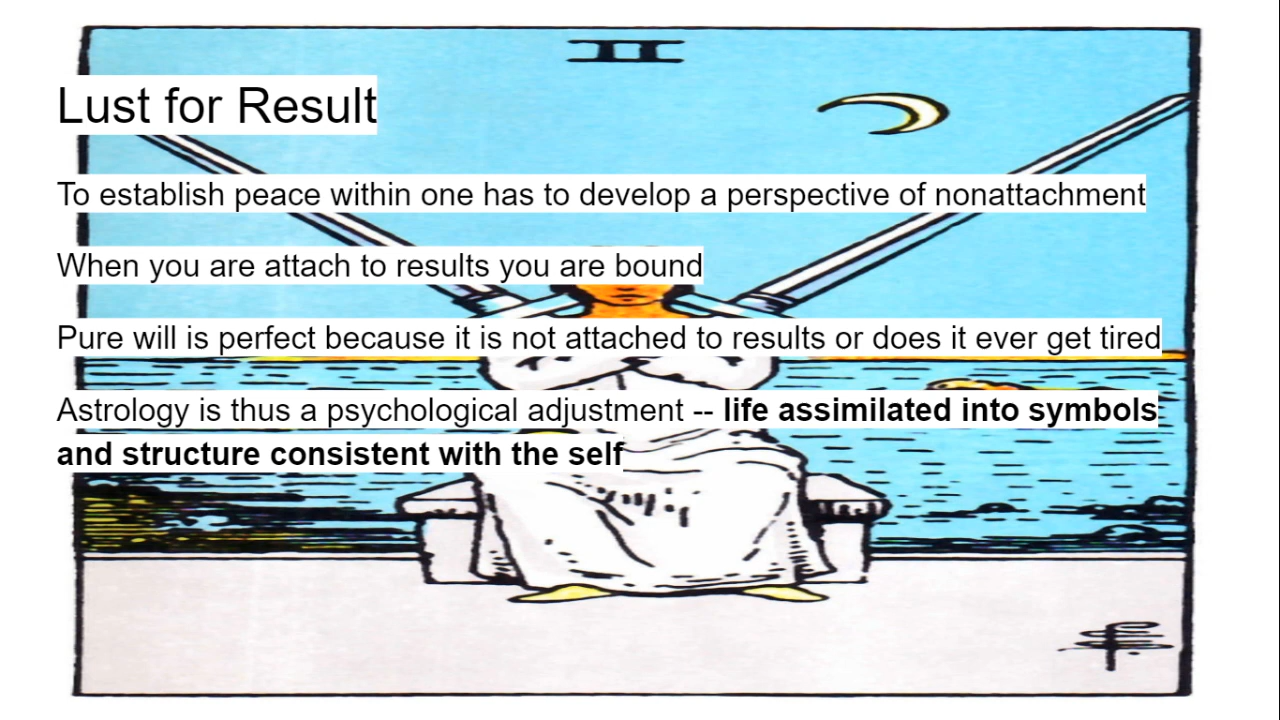 II
Lust for Result
To establish peace within one has to develop a perspective of nonattachment
When you are attach to results you are bound
Pure will is perfect because it is not attached to results or does it ever get tired
Astrology is thus a psychological adjustment -- life assimilated into symbols
and structure consistent with the self